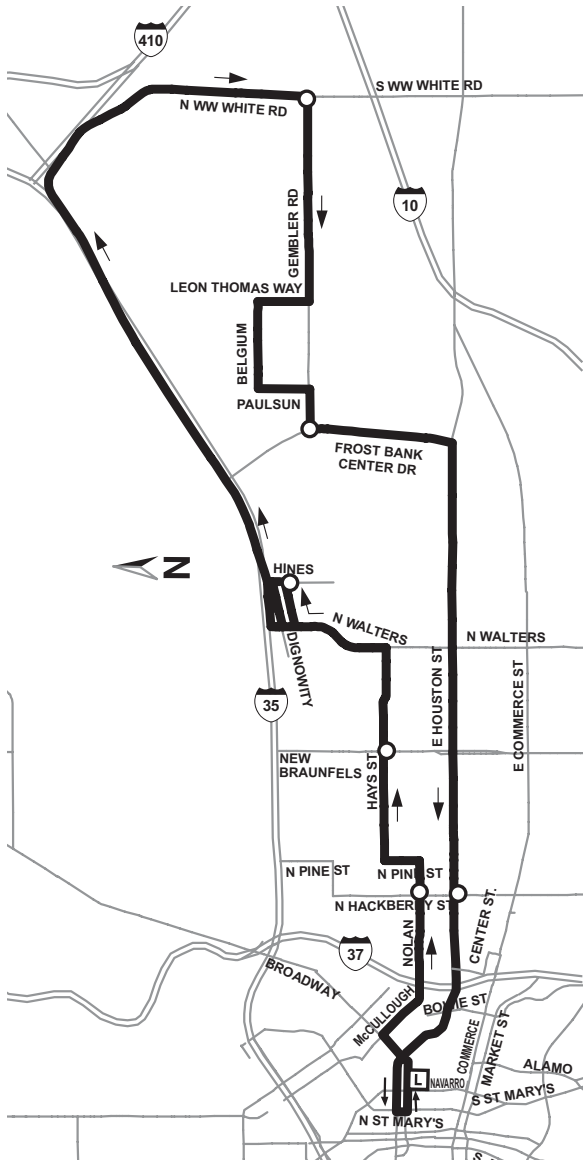 410
S WW WHITE RD
N WW WHITE RD
10
GEMBLER RD
LEON THOMAS WAY
BELGIUM
PAULSUN
FROST BANK
CENTER DR
N
HINES
N WALTERS
N WALTERS
DIGNOWITY
E HOUSTON ST
E COMMERCE ST
35
NEW
BRAUNFELS
HAYS ST
N PINE ST
N PINE ST
N HACKBERRY ST
CENTER ST.
NOLAN
37
BROADWAY
McCULLOUGH
BOWIE ST
COMMERCE
MARKET ST
ALAMO
L
NAVARRO
S ST MARY'S
N ST MARY'S